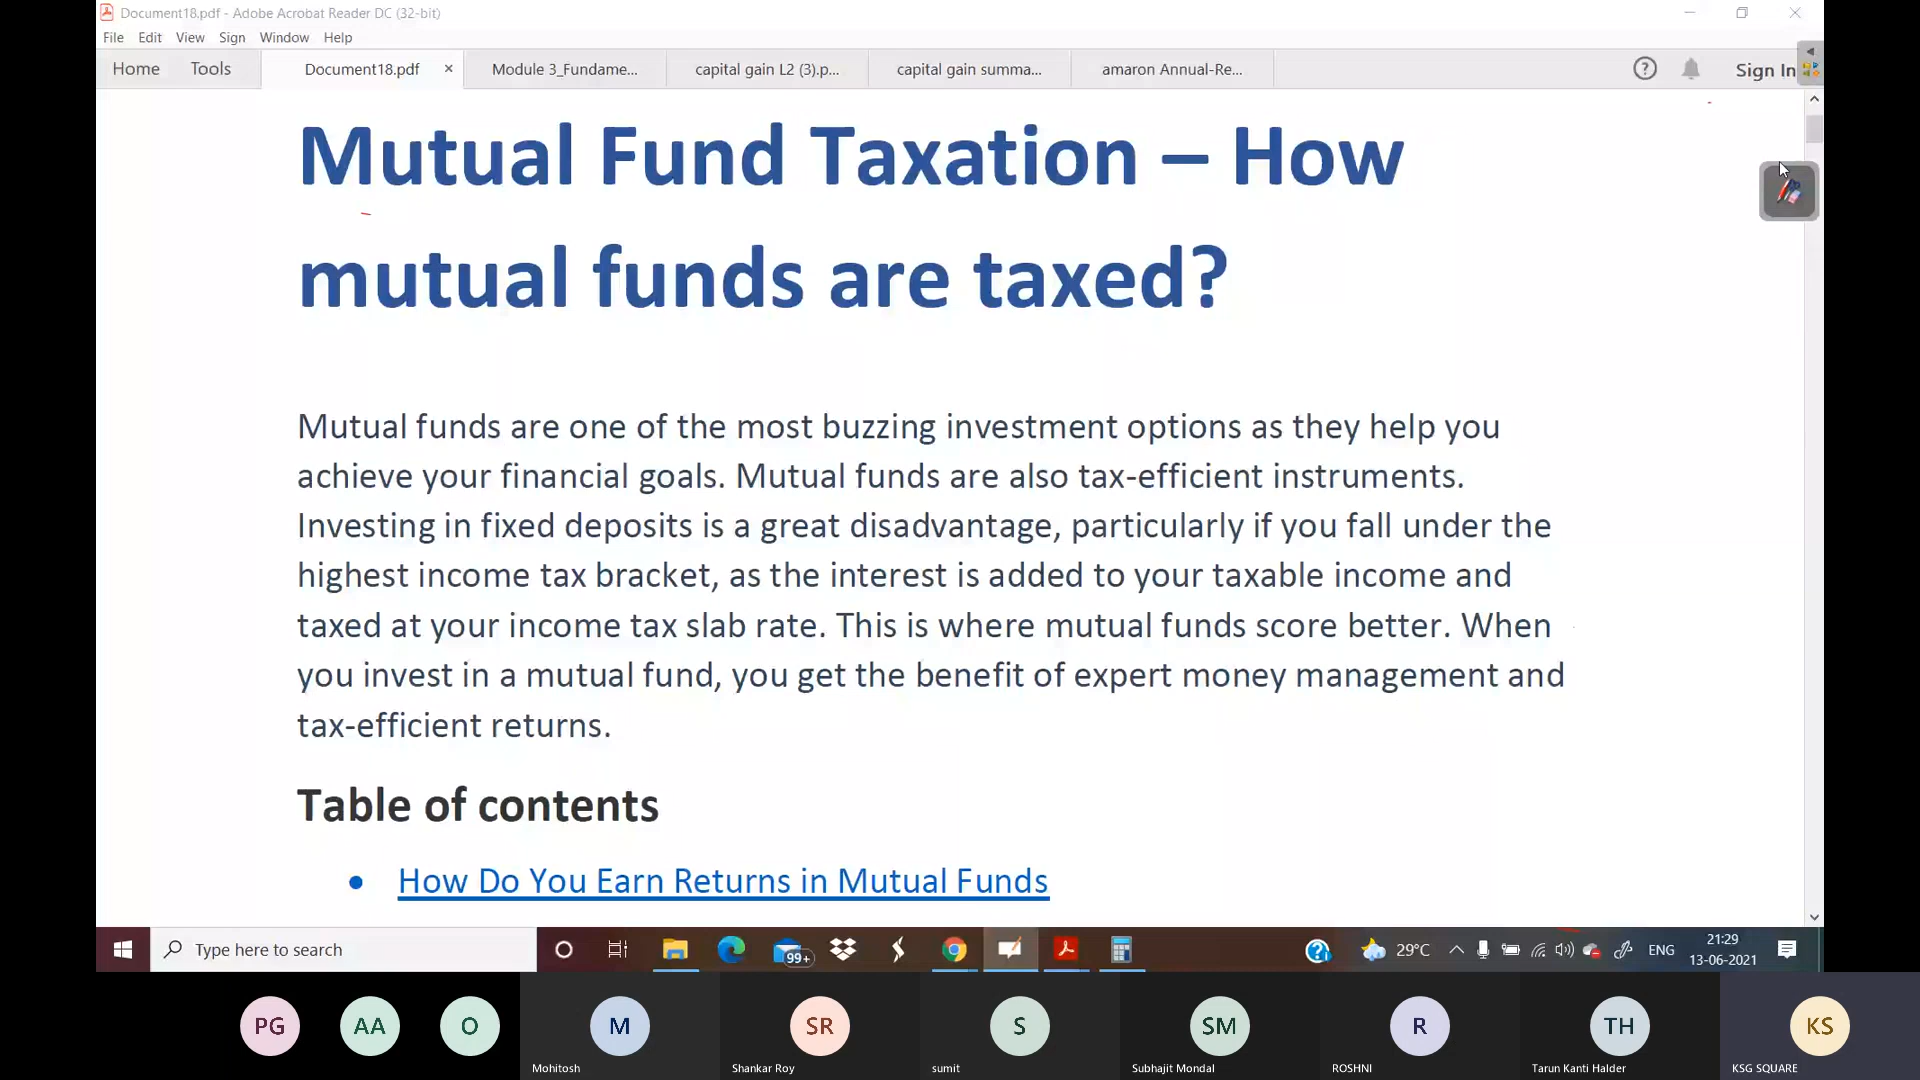 Document18.pdf - Adobe Acrobat Reader DC (32-bit)
File Edit View Sign Window Help
Home Tools Document18.pdf × Module 3_Fundame... capital gain L2 (3).p... capital gain summa... amaron Annual-Re... Sign In
Mutual Fund Taxation – How
mutual funds are taxed?
Mutual funds are one of the most buzzing investment options as they help you
achieve your financial goals. Mutual funds are also tax-efficient instruments.
Investing in fixed deposits is a great disadvantage, particularly if you fall under the
highest income tax bracket, as the interest is added to your taxable income and
taxed at your income tax slab rate. This is where mutual funds score better. When
you invest in a mutual fund, you get the benefit of expert money management and
tax-efficient returns.
Table of contents
• How Do You Earn Returns in Mutual Funds
Type here to search 99+ 29°C ENG 21:29
13-06-2021
PG AA O M SR S SM R TH KS
Mohitosh Shankar Roy sumit Subhajit Mondal ROSHNI Tarun Kanti Halder KSG SQUARE